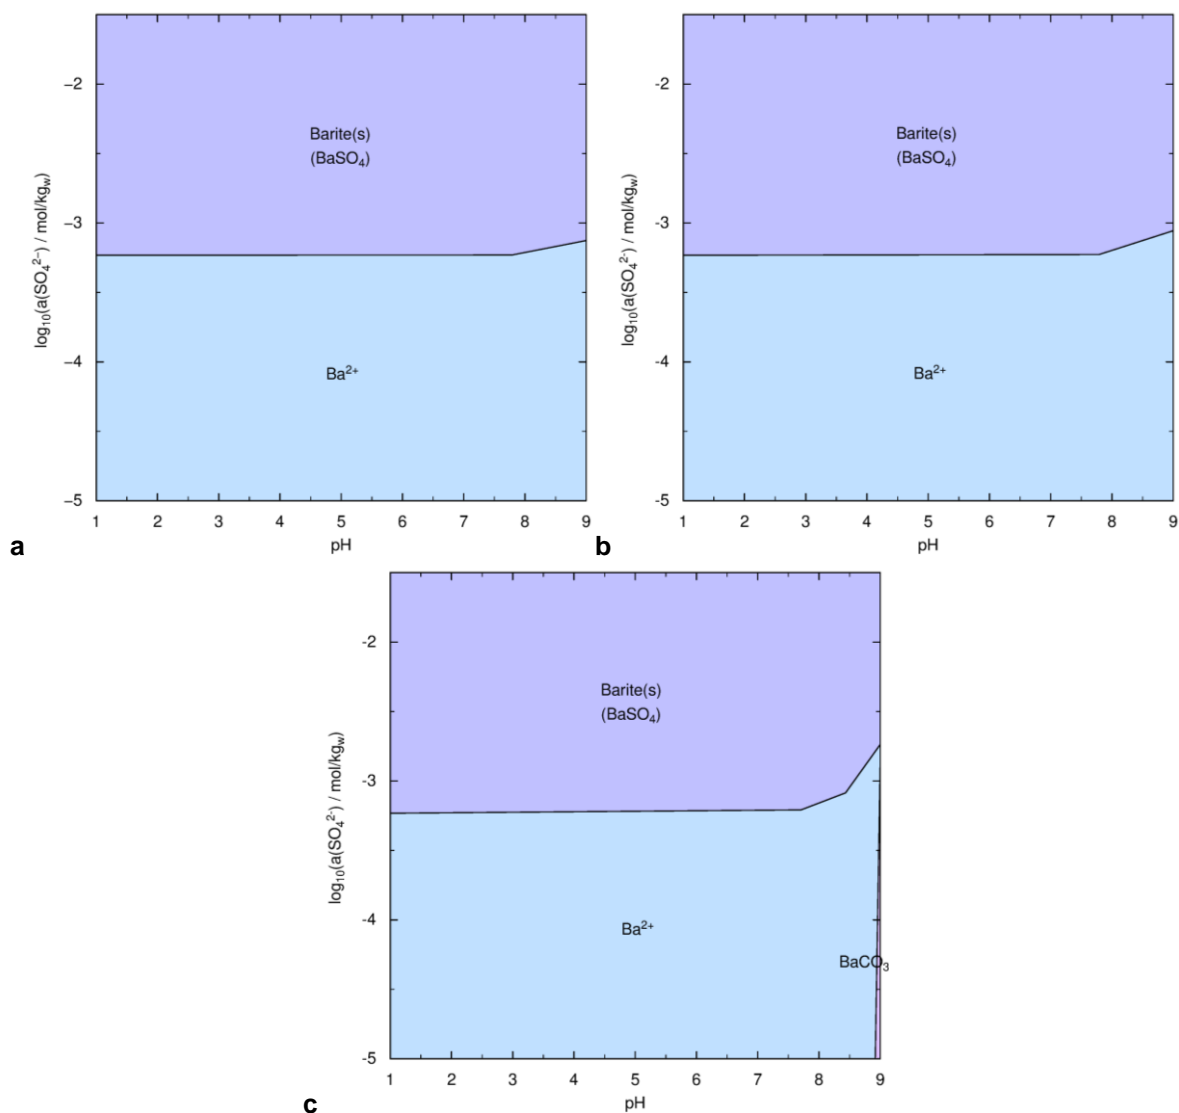 −2
−3
−4
-5
log₁₀(a(SO₄²⁻) / mol/kgw)
Barite(s)
(BaSO₄)
Ba²⁺
1 2 3 4 5 6 7 8 9
pH
a
-2
-3
-4
-5
log₁₀(a(SO₄²⁻) / mol/kgw)
Barite(s)
(BaSO₄)
Ba²⁺
1 2 3 4 5 6 7 8 9
pH
b
-2
-3
-4
-5
log₁₀(a(SO₄²⁻) / mol/kgw)
Barite(s)
(BaSO₄)
Ba²⁺
BaCO₃
1 2 3 4 5 6 7 8 9
pH
c